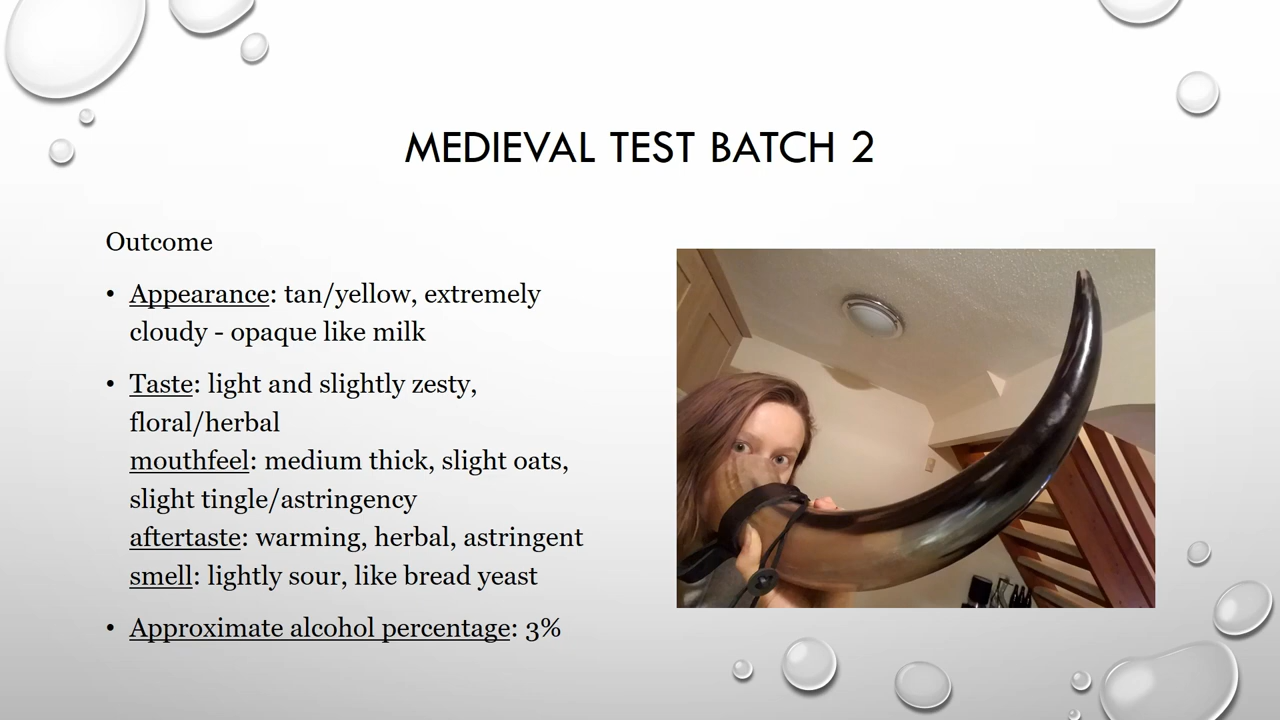 MEDIEVAL TEST BATCH 2
Outcome
• Appearance: tan/yellow, extremely
cloudy - opaque like milk
• Taste: light and slightly zesty,
floral/herbal
mouthfeel: medium thick, slight oats,
slight tingle/astringency
aftertaste: warming, herbal, astringent
smell: lightly sour, like bread yeast
• Approximate alcohol percentage: 3%